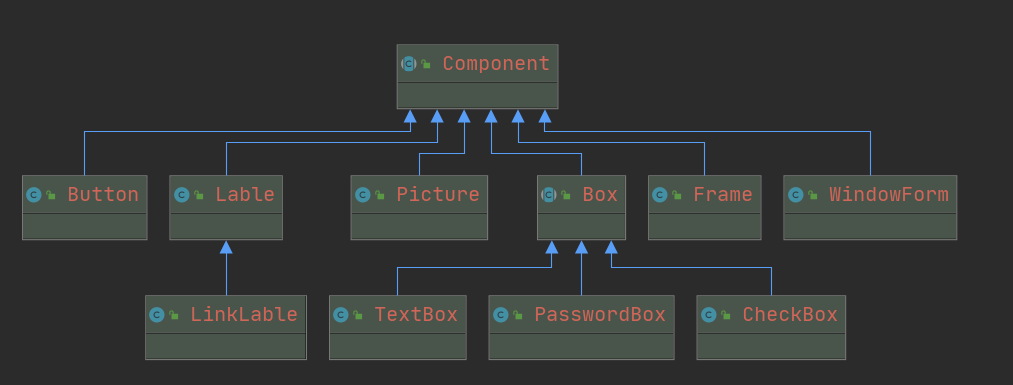 Component
Button
Lable
Picture
Box
Frame
WindowForm
LinkLable
TextBox
PasswordBox
CheckBox